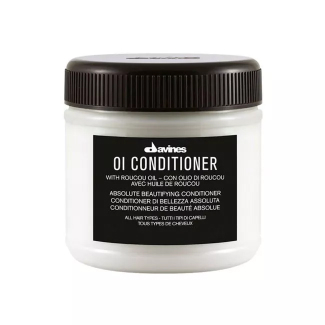 davines
OI CONDITIONER
WITH ROUCOU OIL – CON OLIO DI ROUCOU
AVEC HUILE DE ROUCOU
ABSOLUTE BEAUTIFYING CONDITIONER
CONDITIONER DI BELLEZZA ASSOLUTA
CONDITIONNEUR DE BEAUTÉ ABSOLUE
ALL HAIR TYPES - TUTTI I TIPI DI CAPELLI
TOUS TYPES DE CHEVEUX